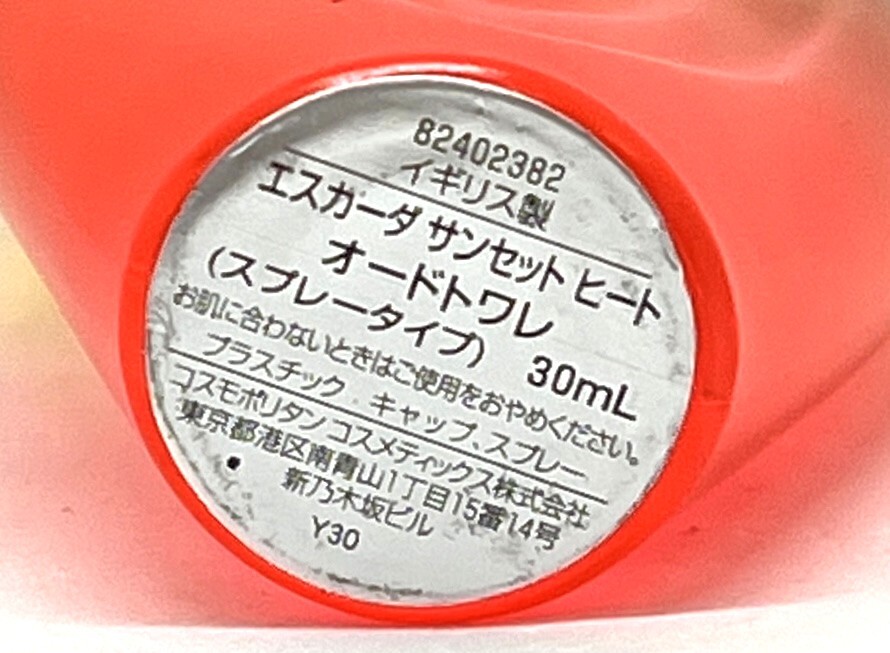 82402382
イギリス製
エスカーダ サンセット ヒート
オードトワレ
(スプレータイプ) 30mL
お肌に合わないときはご使用をおやめください。
プラスチック キャップ、スプレー
コスモポリタン コスメティックス株式会社
東京都港区南青山1丁目15番14号
新乃木坂ビル
Y30